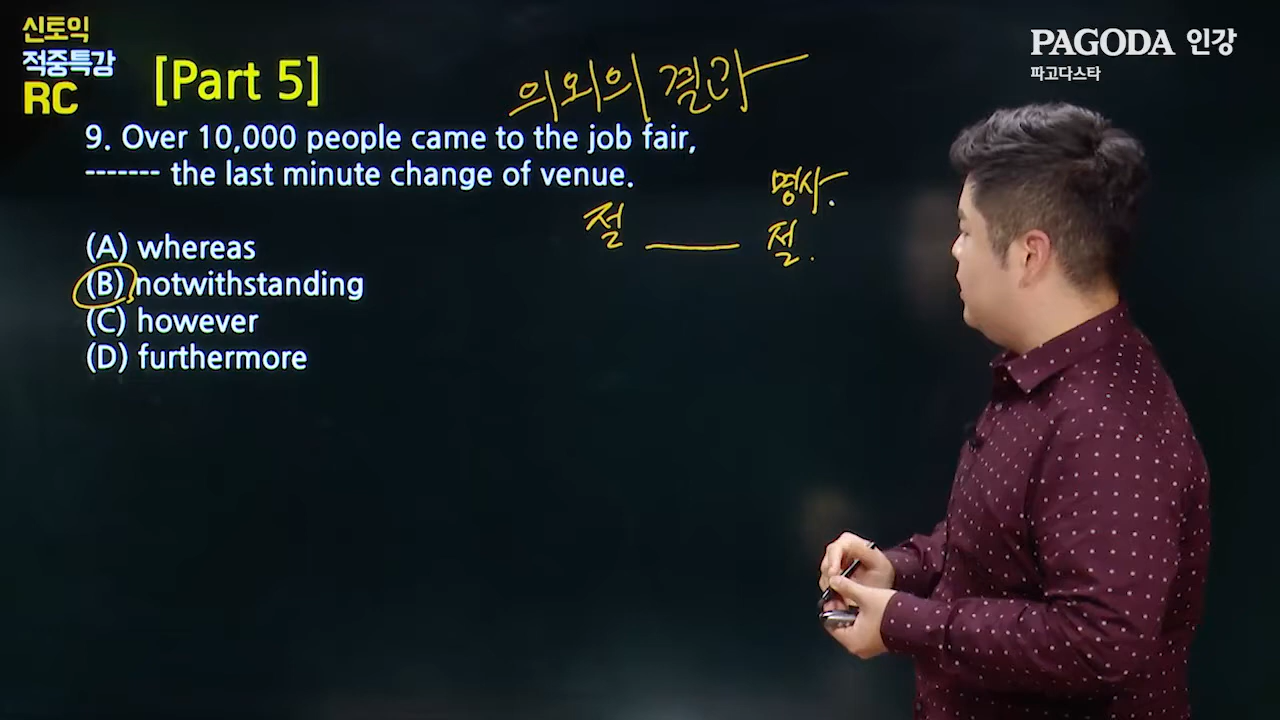 신토익
적중특강
RC
[Part 5]
의외의 결과
PAGODA 인강
파고다스타
9. Over 10,000 people came to the job fair,
------- the last minute change of venue.
명사.
절 ___ 절.
(A) whereas
(B) notwithstanding
(C) however
(D) furthermore